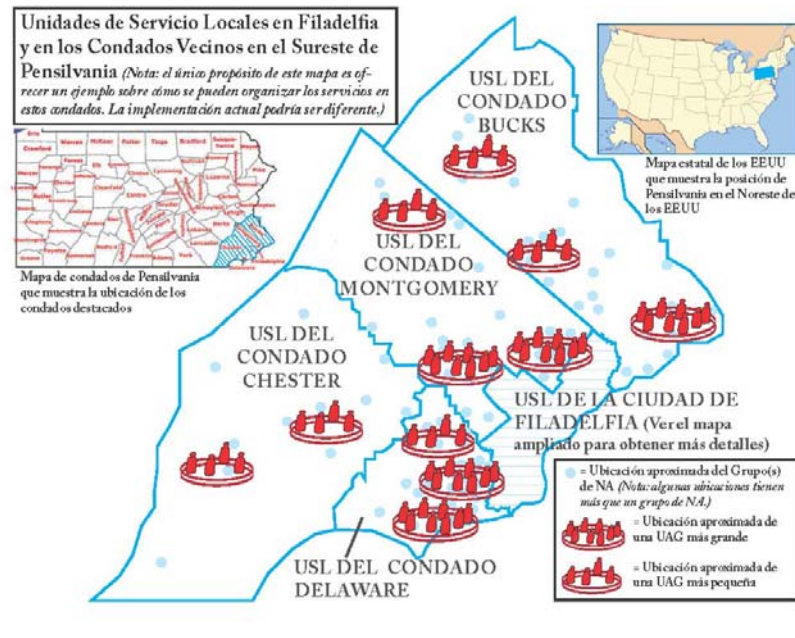 Unidades de Servicio Locales en Filadelfia
y en los Condados Vecinos en el Sureste de
Pensilvania (Nota: el único propósito de este mapa es of-
recer un ejemplo sobre cómo se pueden organizar los servicios en
estos condados. La implementación actual podría ser diferente.)
Mapa de condados de Pensilvania
que muestra la ubicación de los
condados destacados
Mapa estatal de los EEUU
que muestra la posición de
Pensilvania en el Noreste de
los EEUU
USL DEL
CONDADO
BUCKS
USL DEL
CONDADO
MONTGOMERY
USL DEL
CONDADO
CHESTER
USL DE LA CIUDAD DE
FILADELFIA (Ver el mapa
ampliado para obtener más detalles)
USL DEL CONDADO
DELAWARE
= Ubicación aproximada del Grupo(s)
de NA (Nota: algunas ubicaciones tienen
más que un grupo de NA.)
= Ubicación aproximada de
una UAG más grande
= Ubicación aproximada de
una UAG más pequeña
Erie
Crawford
Warren
McKean
Potter
Tioga
Bradford